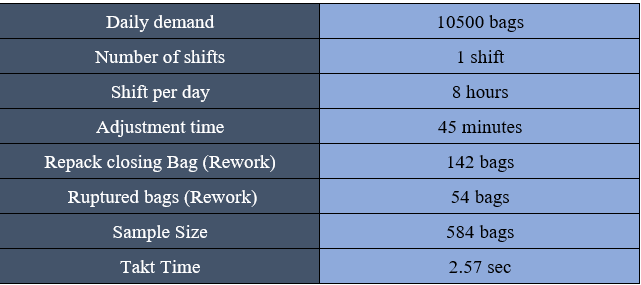 Daily demand 10500 bags
Number of shifts 1 shift
Shift per day 8 hours
Adjustment time 45 minutes
Repack closing Bag (Rework) 142 bags
Ruptured bags (Rework) 54 bags
Sample Size 584 bags
Takt Time 2.57 sec